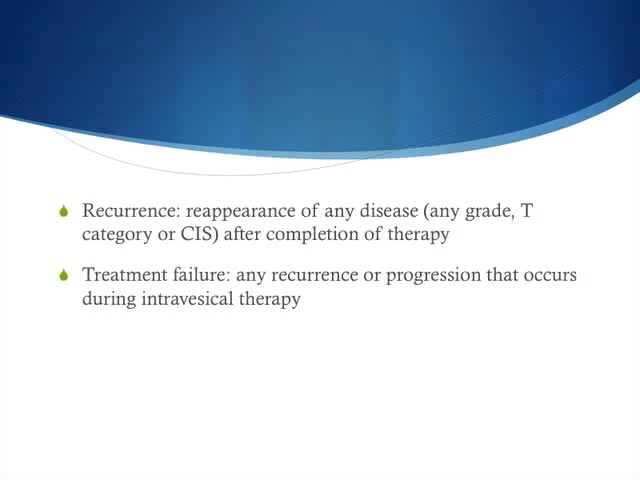 Recurrence: reappearance of any disease (any grade, T
category or CIS) after completion of therapy
Treatment failure: any recurrence or progression that occurs
during intravesical therapy